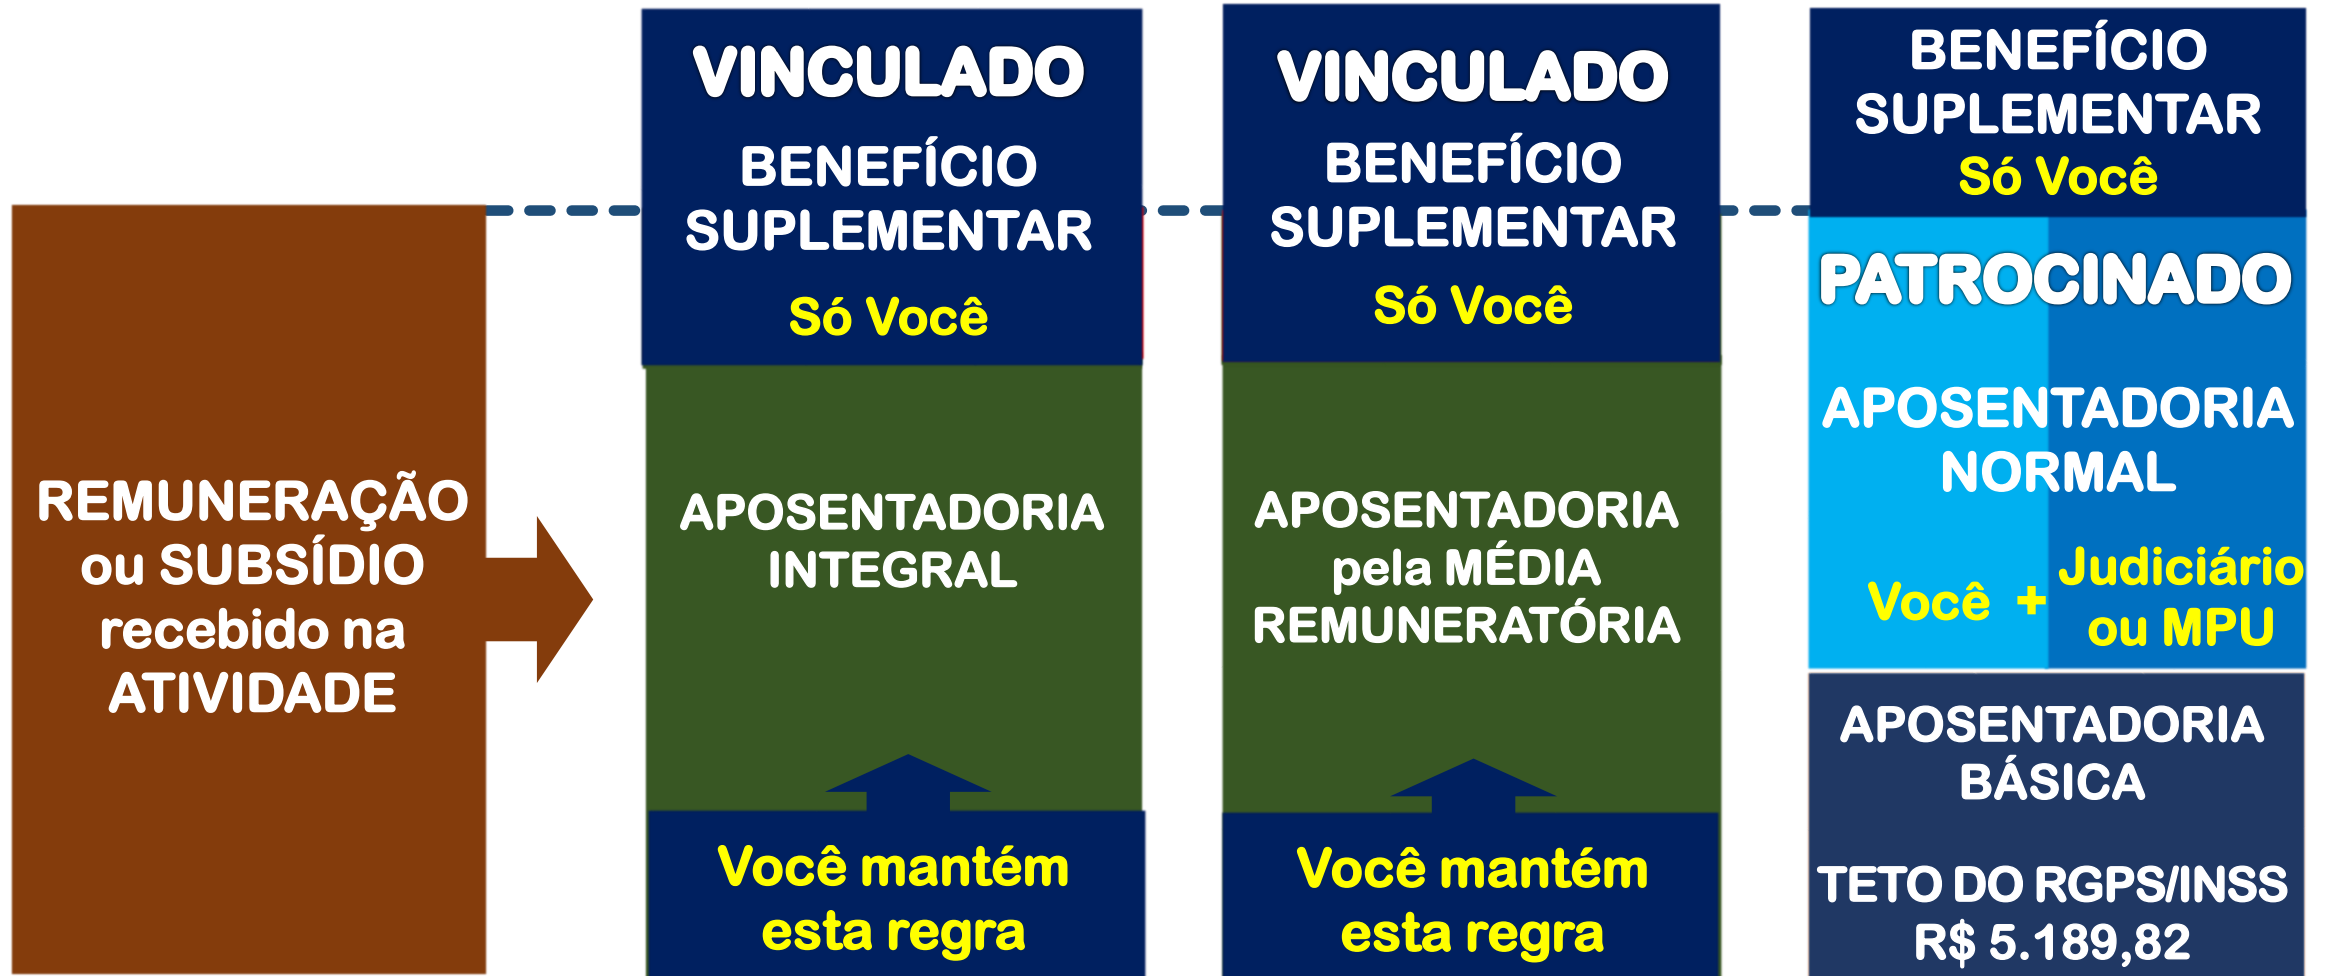 REMUNERAÇÃO
ou SUBSÍDIO
recebido na
ATIVIDADE
VINCULADO
BENEFÍCIO
SUPLEMENTAR
Só Você
APOSENTADORIA
INTEGRAL
Você mantém
esta regra
VINCULADO
BENEFÍCIO
SUPLEMENTAR
Só Você
APOSENTADORIA
pela MÉDIA
REMUNERATÓRIA
Você mantém
esta regra
BENEFÍCIO
SUPLEMENTAR
Só Você
PATROCINADO
APOSENTADORIA
NORMAL
Você +
Judiciário
ou MPU
APOSENTADORIA
BÁSICA
TETO DO RGPS/INSS
R$ 5.189,82